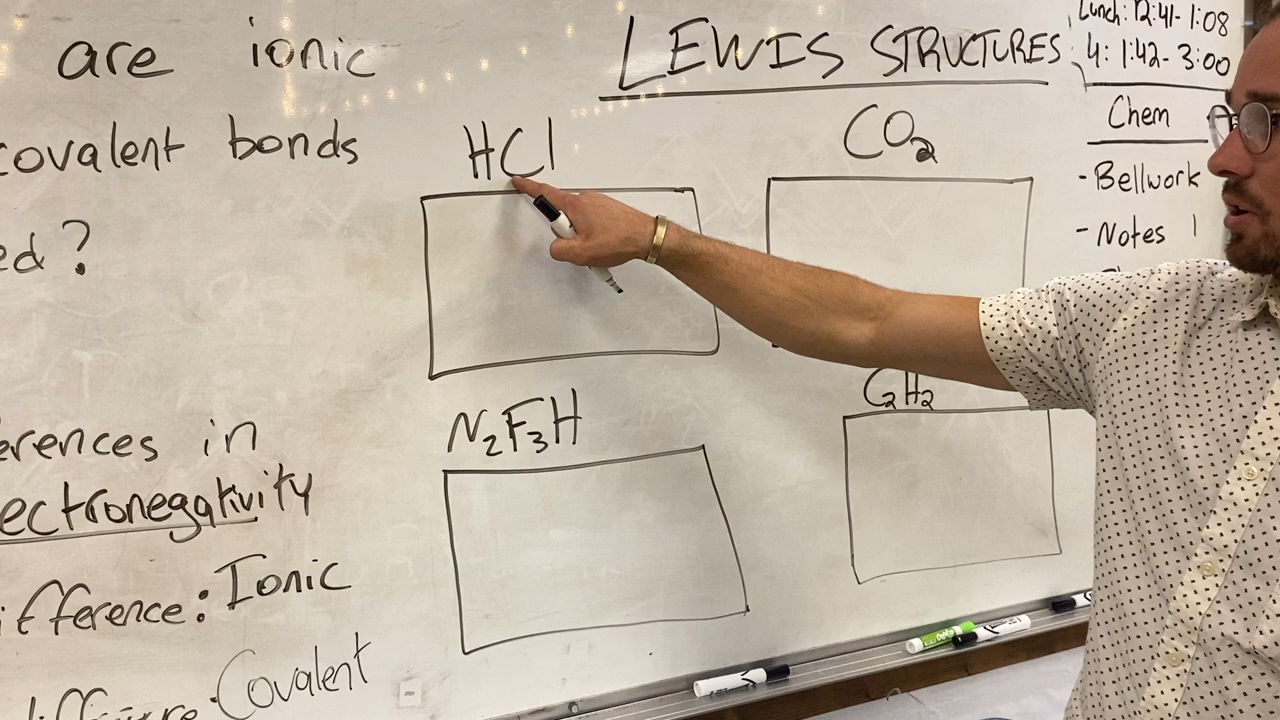 are ionic
covalent bonds
ed?
erences in
ectronegativity
ifference: Ionic
Covalent
LEWIS STRUCTURES
HCl
CO2
N2F3H
C2H2
Lunch: 12:41-1:08
4: 1:42-3:00
Chem
- Bellwork
- Notes